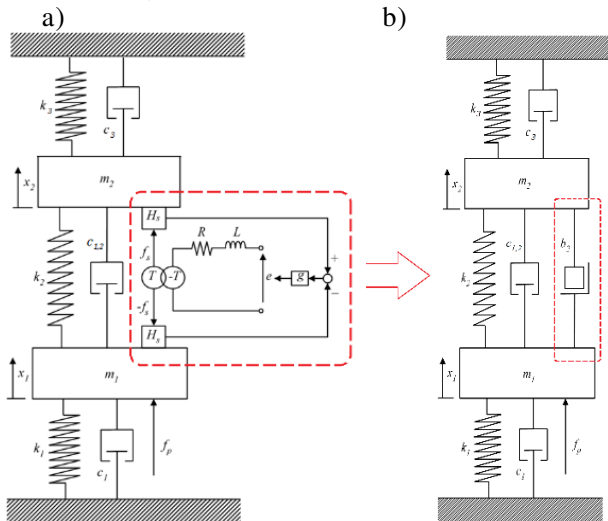 a)
k₃
c₃
m₂
x₂
Hₛ
+
R
L
c₁,₂
fₛ
k₂
T
-T
e
g
−
-fₛ
Hₛ
x₁
m₁
k₁
c₁
fₚ
b)
k₃
c₃
m₂
x₂
c₁,₂
b₂
k₂
x₁
m₁
k₁
c₁
fₚ